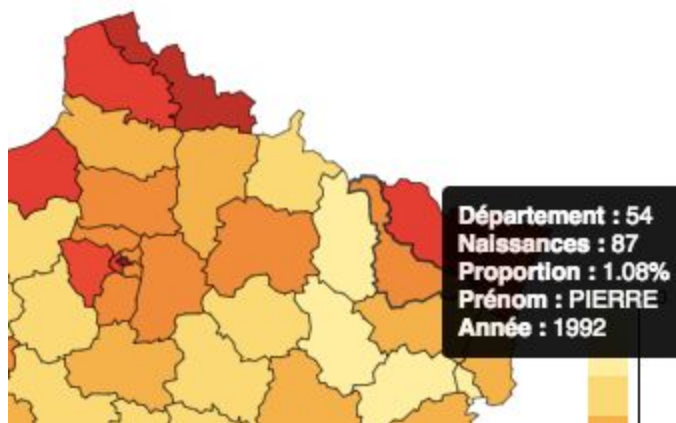 Département : 54
Naissances : 87
Proportion : 1.08%
Prénom : PIERRE
Année : 1992